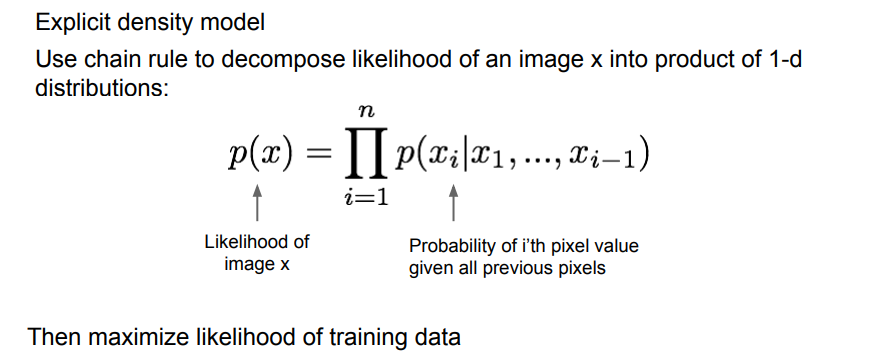 Explicit density model
Use chain rule to decompose likelihood of an image x into product of 1-d
distributions:
p(x) = ∏_{i=1}^{n} p(x_i|x_1, ..., x_{i-1})
Likelihood of
image x
Probability of i'th pixel value
given all previous pixels
Then maximize likelihood of training data